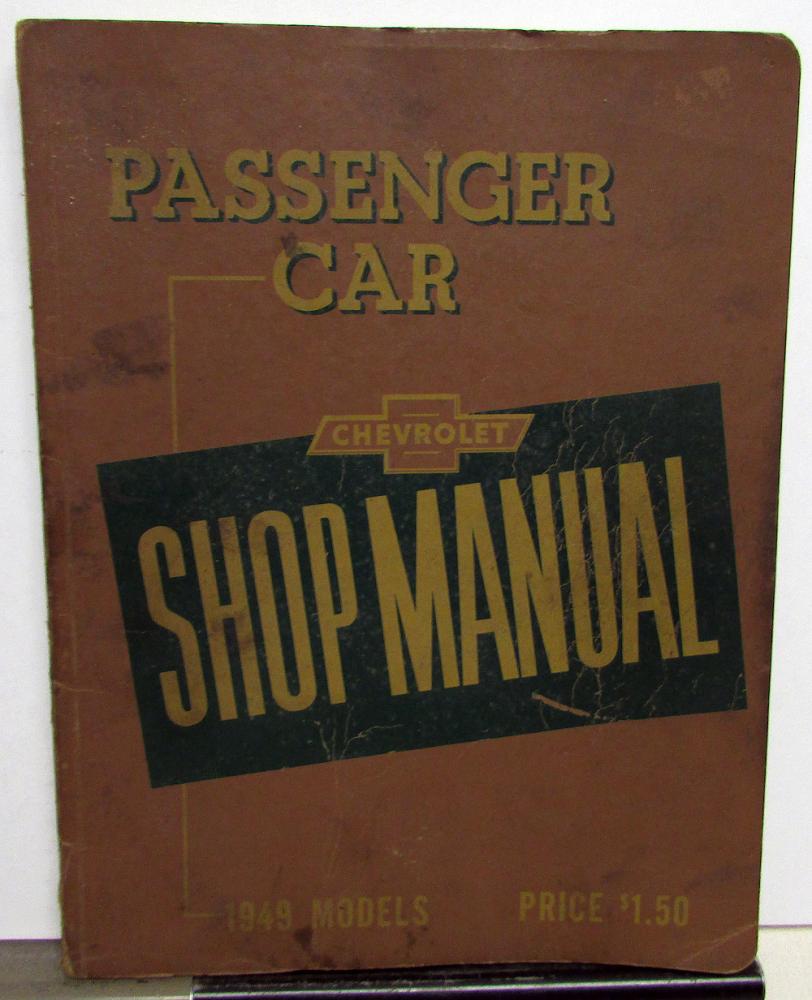 PASSENGER
CAR
CHEVROLET
SHOP MANUAL
1949 MODELS PRICE $1.50